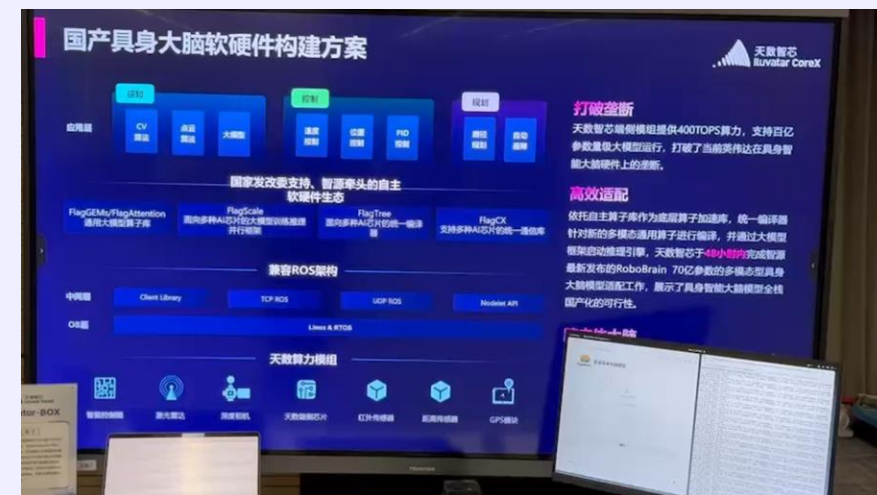 国产具身大脑软硬件构建方案
天数智芯
Iluvatar CoreX
感知
控制
规划
应用层
CV
算法
点云
算法
大模型
速度
控制
位置
控制
PID
控制
路径
规划
自动
避障
国家发改委支持、智源牵头的自主
软硬件生态
FlagGEMs/FlagAttention
通用大模型算子库
FlagScale
面向多种AI芯片的大模型训练推理
并行框架
FlagTree
面向多种AI芯片的统一编译
器
FlagCX
支持多种AI芯片的统一通信库
兼容ROS架构
中间层
Client Library
TCP ROS
UDP ROS
Nodelet API
OS层
Linux & RTOS
天数算力模组
智能控制器
激光雷达
深度相机
天数端侧芯片
红外传感器
距离传感器
GPS模块
打破垄断
天数智芯端侧模组提供400TOPS算力，支持百亿
参数量级大模型运行，打破了当前英伟达在具身智
能大脑硬件上的垄断。
高效适配
依托自主算子库作为底层算子加速库，统一编译器
针对新的多模态通用算子进行编译，并通过大模型
框架启动推理引擎，天数智芯于48小时内完成智源
最新发布的RoboBrain 70亿参数的多模态型具身
大脑模型适配工作，展示了具身智能大脑模型全栈
国产化的可行性。